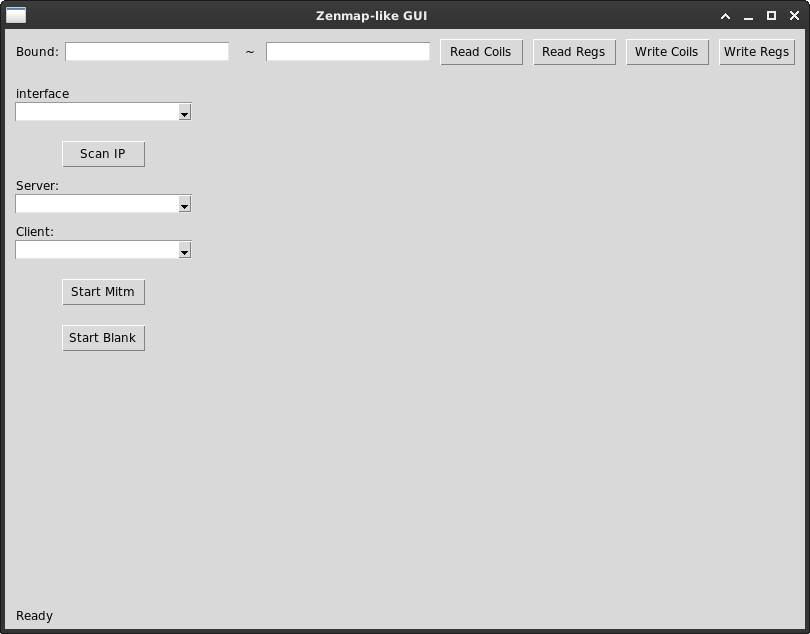 Zenmap-like GUI
Bound: ~ Read Coils Read Regs Write Coils Write Regs
interface
Scan IP
Server:
Client:
Start Mitm
Start Blank
Ready